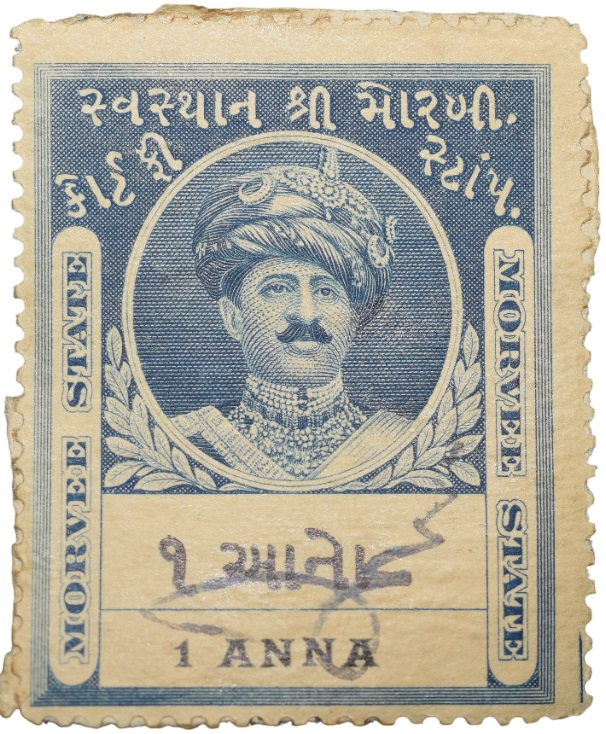 સ્વસ્થાન શ્રી મોરબી.
કોર્ટ ફી સ્ટાંપ.
MORVEE STATE
MORVEE STATE
૧ આનો
1 ANNA